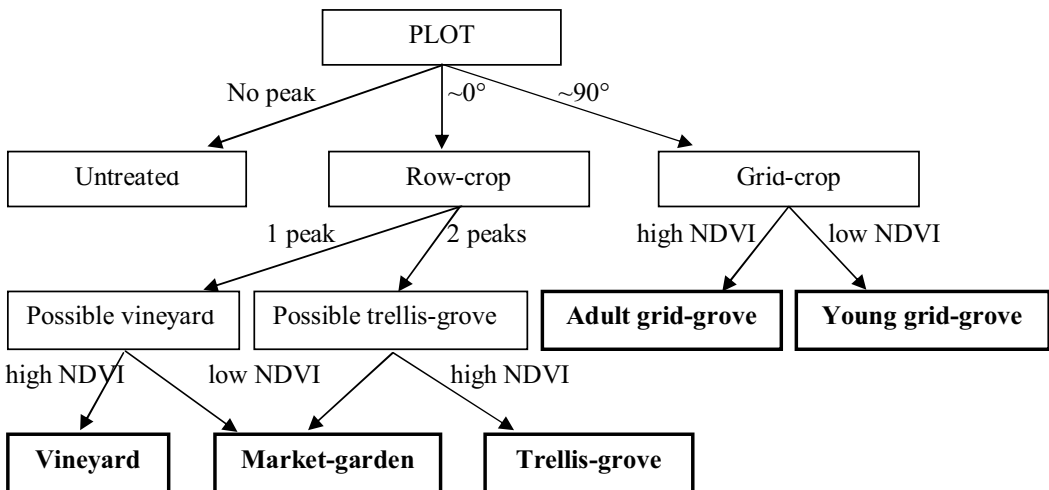 PLOT
No peak
~0°
~90°
Untreated
Row-crop
Grid-crop
1 peak
2 peaks
high NDVI
low NDVI
Possible vineyard
Possible trellis-grove
Adult grid-grove
Young grid-grove
high NDVI
low NDVI
high NDVI
Vineyard
Market-garden
Trellis-grove